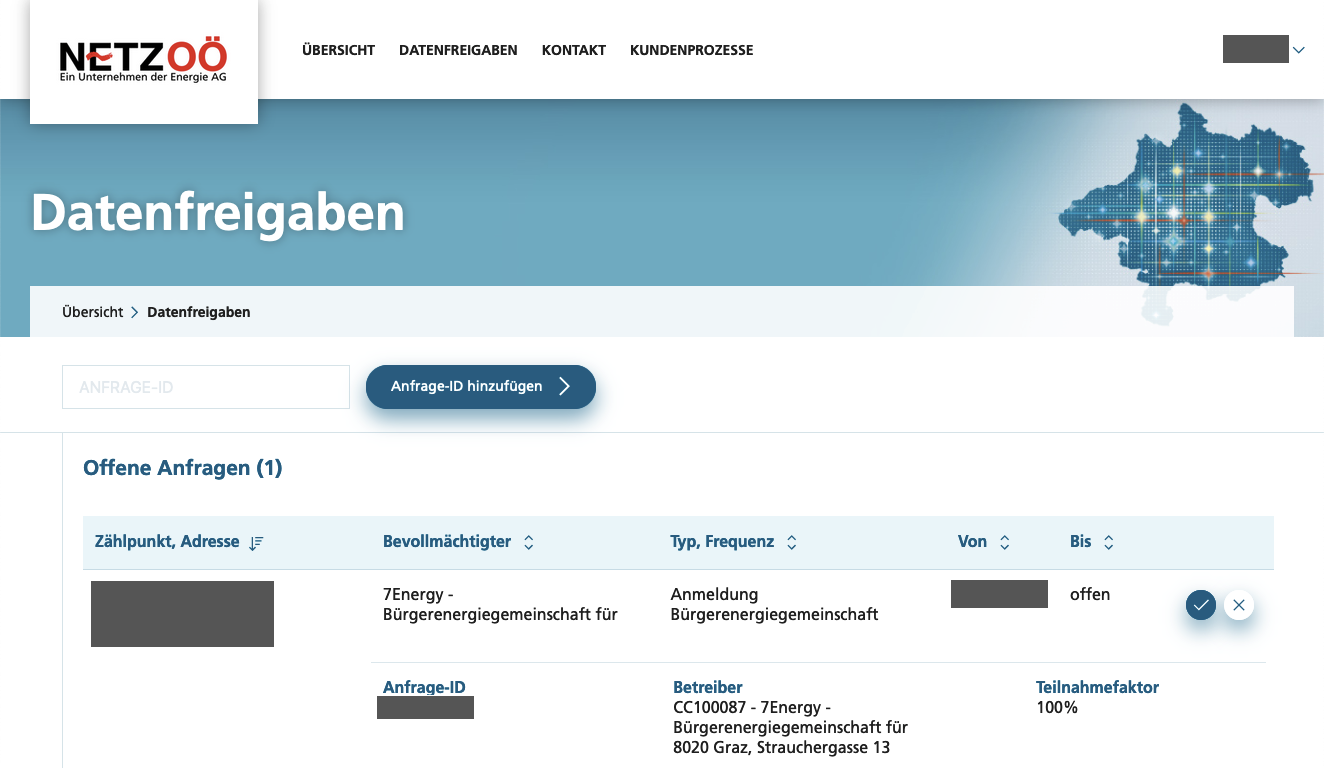 NETZOÖ
Ein Unternehmen der Energie AG
ÜBERSICHT DATENFREIGABEN KONTAKT KUNDENPROZESSE
Datenfreigaben
Übersicht Datenfreigaben
ANFRAGE-ID
Anfrage-ID hinzufügen
Offene Anfragen (1)
Zählpunkt, Adresse Bevollmächtigter Typ, Frequenz Von Bis
7Energy - Anmeldung offen
Bürgerenergiegemeinschaft für Bürgerenergiegemeinschaft
Anfrage-ID Betreiber Teilnahmefaktor
CC100087 - 7Energy - 100%
Bürgerenergiegemeinschaft für
8020 Graz, Strauchergasse 13